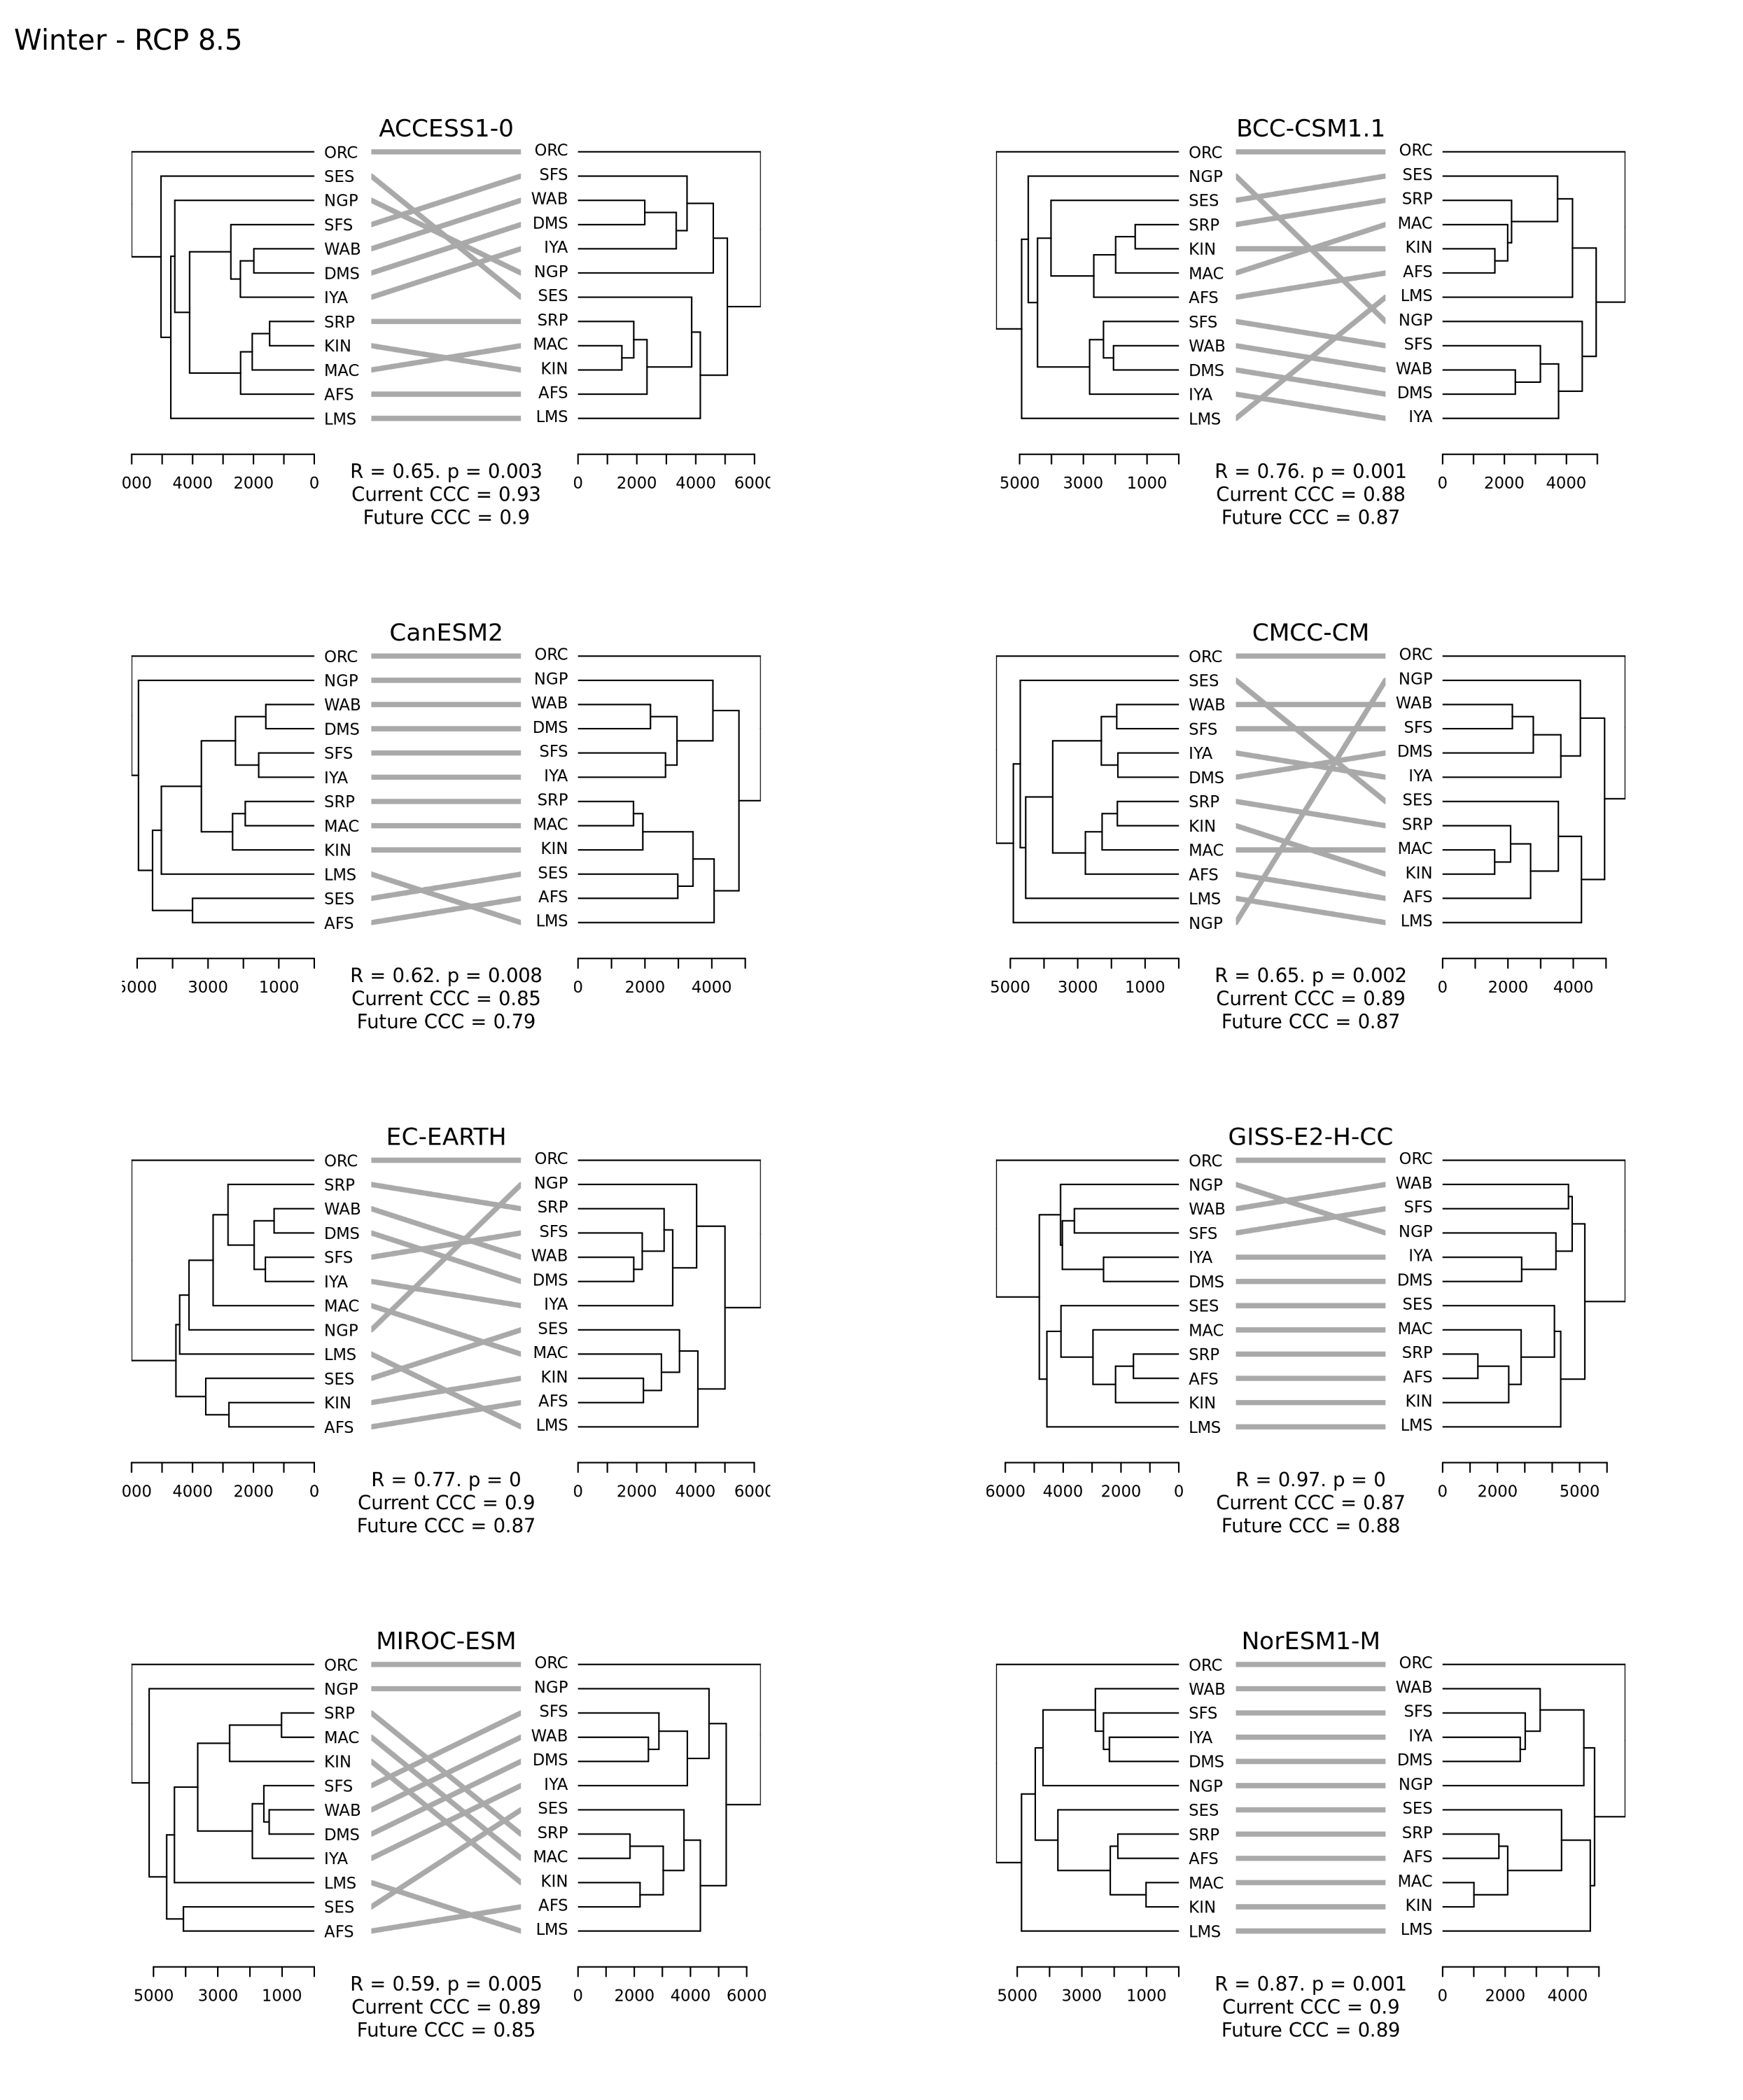 Winter - RCP 8.5
ACCESS1-0
ORC ORC
SES SFS
NGP WAB
SFS DMS
WAB IYA
DMS NGP
IYA SES
SRP SRP
KIN MAC
MAC KIN
AFS AFS
LMS LMS
000 4000 2000 0 0 2000 4000 600
R = 0.65. p = 0.003
Current CCC = 0.93
Future CCC = 0.9
BCC-CSM1.1
ORC ORC
NGP SES
SES SRP
SRP MAC
KIN KIN
MAC AFS
AFS LMS
SFS NGP
WAB SFS
DMS WAB
IYA DMS
LMS IYA
5000 3000 1000 0 2000 4000
R = 0.76. p = 0.001
Current CCC = 0.88
Future CCC = 0.87
CanESM2
ORC ORC
NGP NGP
WAB WAB
DMS DMS
SFS SFS
IYA IYA
SRP SRP
MAC MAC
KIN KIN
LMS SES
SES AFS
AFS LMS
5000 3000 1000 0 2000 4000
R = 0.62. p = 0.008
Current CCC = 0.85
Future CCC = 0.79
CMCC-CM
ORC ORC
SES NGP
WAB WAB
SFS SFS
IYA DMS
DMS IYA
SRP SES
KIN SRP
MAC MAC
AFS KIN
LMS AFS
NGP LMS
5000 3000 1000 0 2000 4000
R = 0.65. p = 0.002
Current CCC = 0.89
Future CCC = 0.87
EC-EARTH
ORC ORC
SRP NGP
WAB SRP
DMS SFS
SFS WAB
IYA DMS
MAC IYA
NGP SES
LMS MAC
SES KIN
KIN AFS
AFS LMS
000 4000 2000 0 0 2000 4000 600
R = 0.77. p = 0
Current CCC = 0.9
Future CCC = 0.87
GISS-E2-H-CC
ORC ORC
NGP WAB
WAB SFS
SFS NGP
IYA IYA
DMS DMS
SES SES
MAC MAC
SRP SRP
AFS AFS
KIN KIN
LMS LMS
6000 4000 2000 0 0 2000 5000
R = 0.97. p = 0
Current CCC = 0.87
Future CCC = 0.88
MIROC-ESM
ORC ORC
NGP NGP
SRP SFS
MAC WAB
KIN DMS
SFS IYA
WAB SES
DMS SRP
IYA MAC
LMS KIN
SES AFS
AFS LMS
5000 3000 1000 0 2000 4000 6000
R = 0.59. p = 0.005
Current CCC = 0.89
Future CCC = 0.85
NorESM1-M
ORC ORC
WAB WAB
SFS SFS
IYA IYA
DMS DMS
NGP NGP
SES SES
SRP SRP
AFS AFS
MAC MAC
KIN KIN
LMS LMS
5000 3000 1000 0 2000 4000
R = 0.87. p = 0.001
Current CCC = 0.9
Future CCC = 0.89